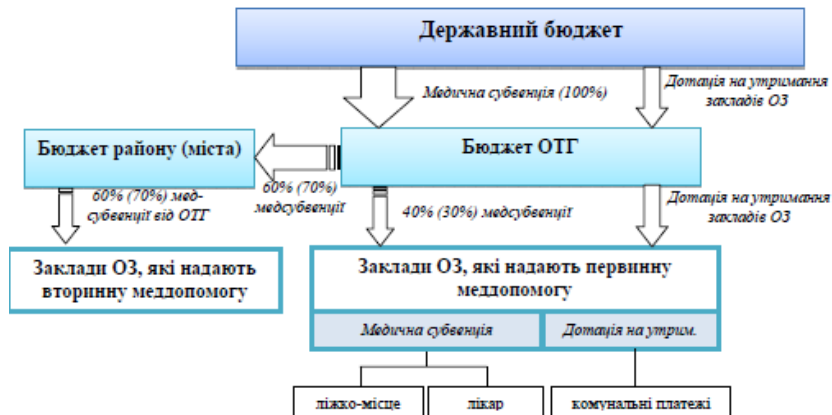 Державний бюджет
Медична субвенція (100%)
Дотація на утримання
закладів ОЗ
Бюджет району (міста)
Бюджет ОТГ
60% (70%) мед-
субвенції від ОТГ
60% (70%)
медсубвенції
40% (30%) медсубвенції
Дотація на утримання
закладів ОЗ
Заклади ОЗ, які надають
вторинну меддопомогу
Заклади ОЗ, які надають первинну
меддопомогу
Медична субвенція
Дотація на утрим.
ліжко-місце
лікар
комунальні платежі